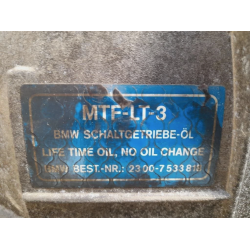 MTF-LT-3
BMW SCHALTGETRIEBE-ÖL
LIFE TIME OIL, NO OIL CHANGE
BMW BEST.-NR.: 2300-7533818